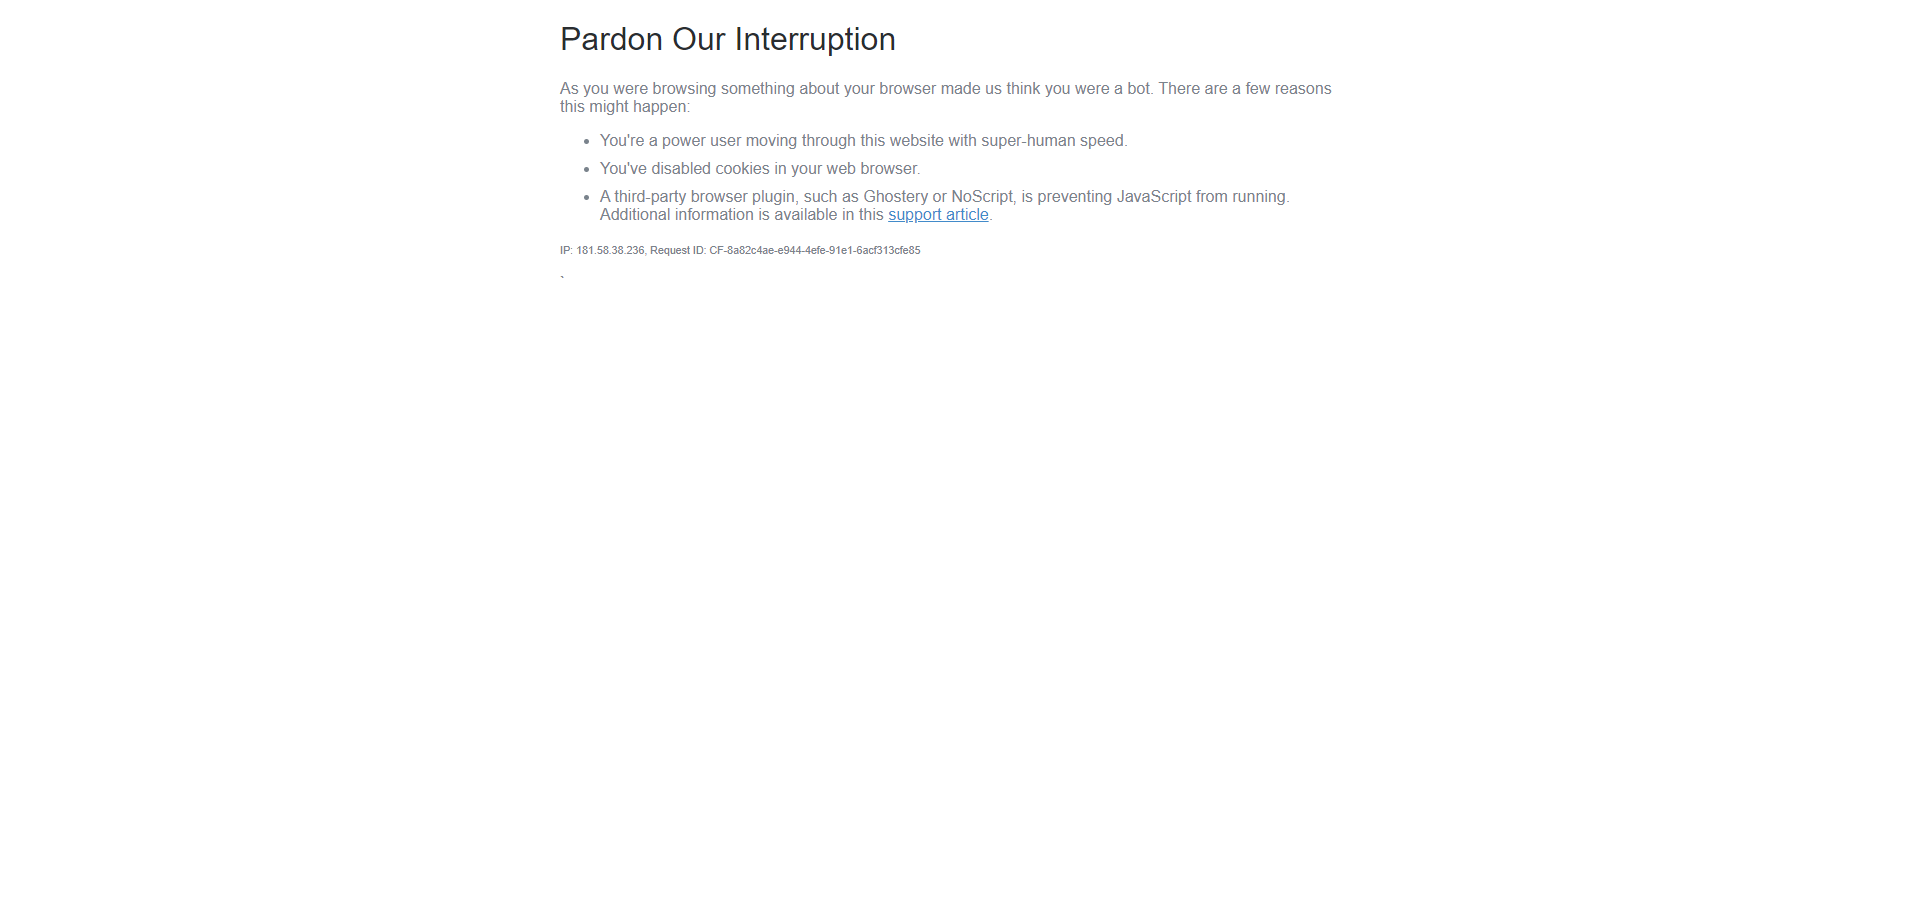 Pardon Our Interruption
As you were browsing something about your browser made us think you were a bot. There are a few reasons
this might happen:
• You're a power user moving through this website with super-human speed.
• You've disabled cookies in your web browser.
• A third-party browser plugin, such as Ghostery or NoScript, is preventing JavaScript from running.
Additional information is available in this support article.
IP: 181.58.38.236, Request ID: CF-8a82c4ae-e944-4efe-91e1-6acf313cfe85
`